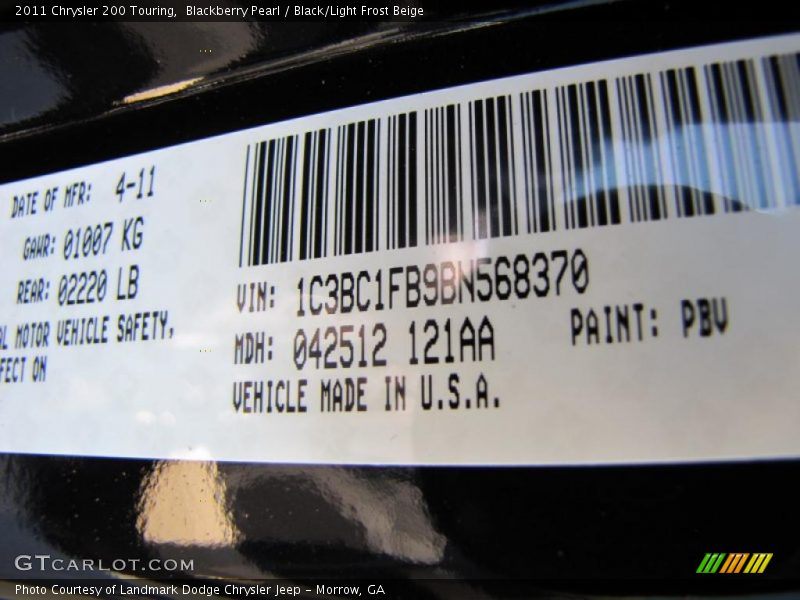 2011 Chrysler 200 Touring, Blackberry Pearl / Black/Light Frost Beige
DATE OF MFR: 4-11
GAWR: 01007 KG
REAR: 02220 LB
MOTOR VEHICLE SAFETY,
ON
VIN: 1C3BC1FB9BN568370
MDH: 042512 121AA
PAINT: PBV
VEHICLE MADE IN U.S.A.
GTCARLOT.COM
Photo Courtesy of Landmark Dodge Chrysler Jeep - Morrow, GA